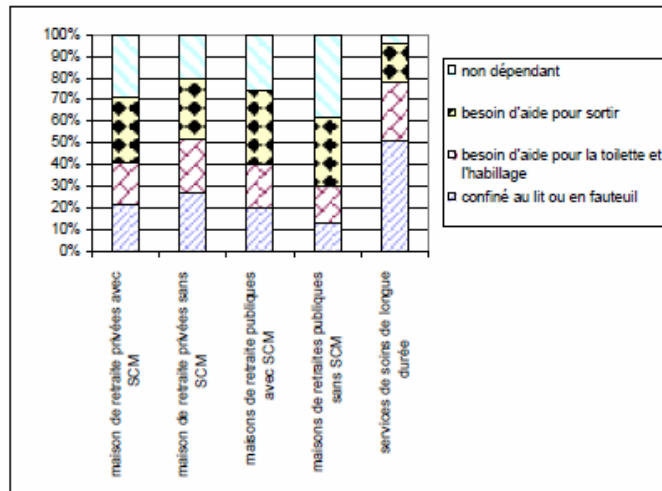 100%
90%
80%
70%
60%
50%
40%
30%
20%
10%
0%
maison de retraite privées avec
SCM
maison de retraite privées sans
SCM
maisons de retraite publiques
avec SCM
maisons de retraites publiques
sans SCM
services de soins de longue
durée
non dépendant
besoin d'aide pour sortir
besoin d'aide pour la toilette et
l'habillage
confiné au lit ou en fauteuil